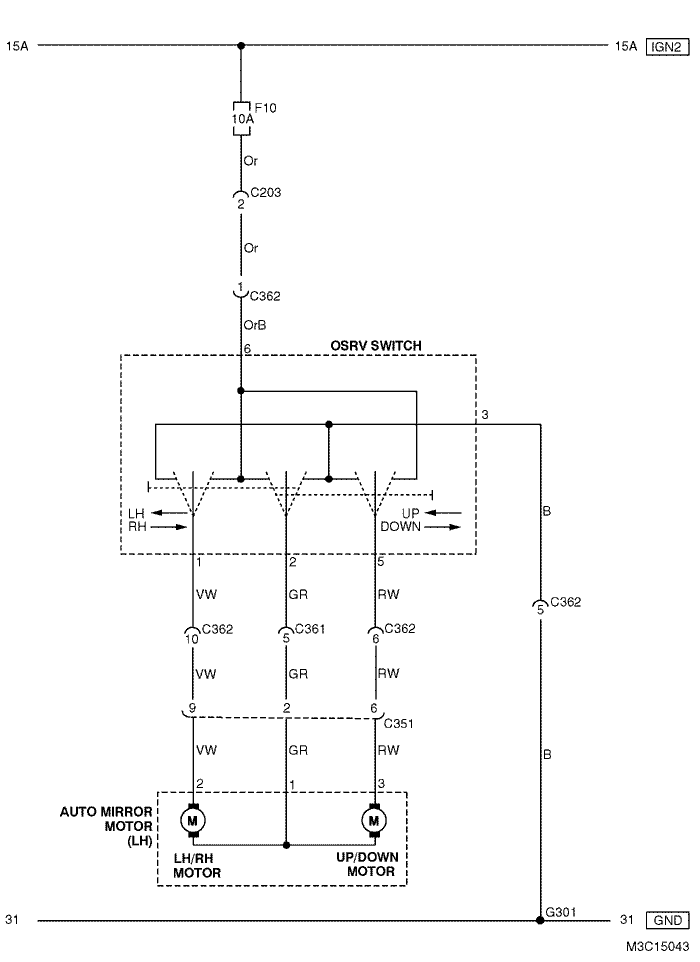 15A
15A IGN2
F10
10A
Or
C203
2
Or
1
C362
OrB
6
OSRV SWITCH
3
LH
RH
UP
DOWN
B
1 2 5
VW GR RW
C362 C361 C362
10 5 6
C362
5
VW GR RW
9 2 6
C351
VW GR RW
B
2 1 3
AUTO MIRROR
MOTOR
(LH)
M M
LH/RH
MOTOR
UP/DOWN
MOTOR
G301
31
31 GND
M3C15043